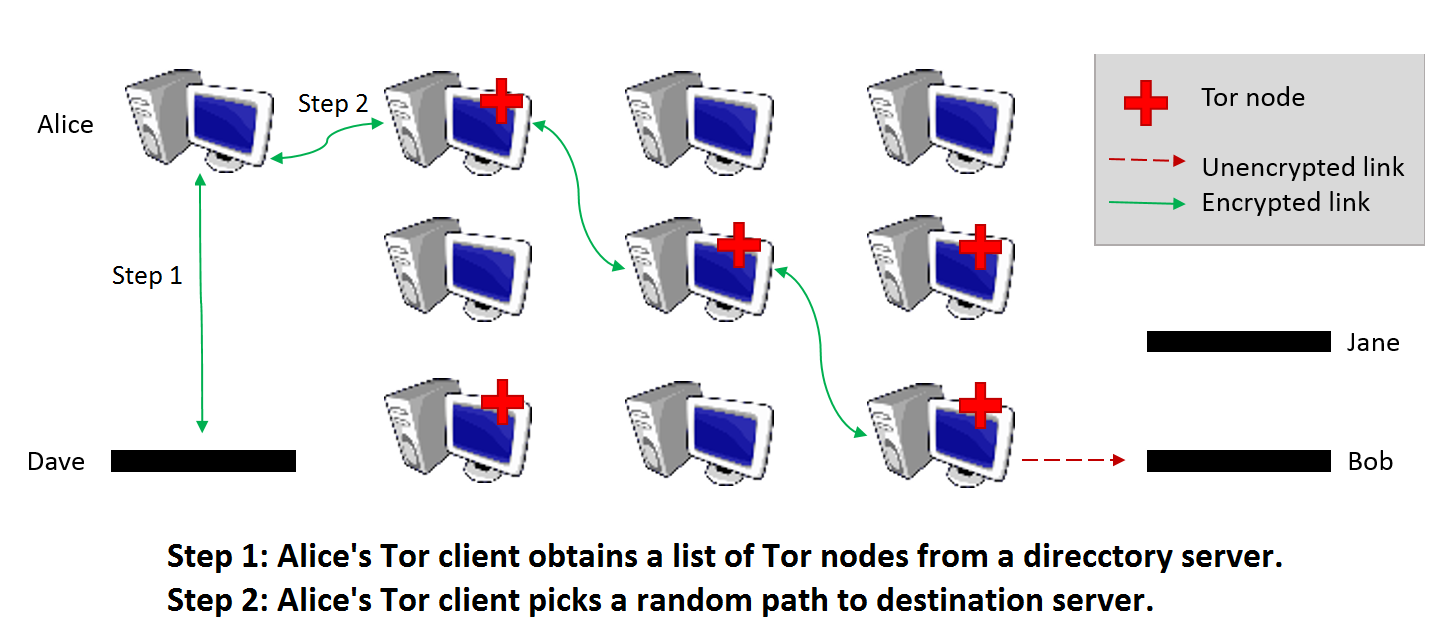 Step 2
Alice
Tor node
Unencrypted link
Encrypted link
Step 1
Jane
Dave
Bob
Step 1: Alice's Tor client obtains a list of Tor nodes from a direcctory server.
Step 2: Alice's Tor client picks a random path to destination server.